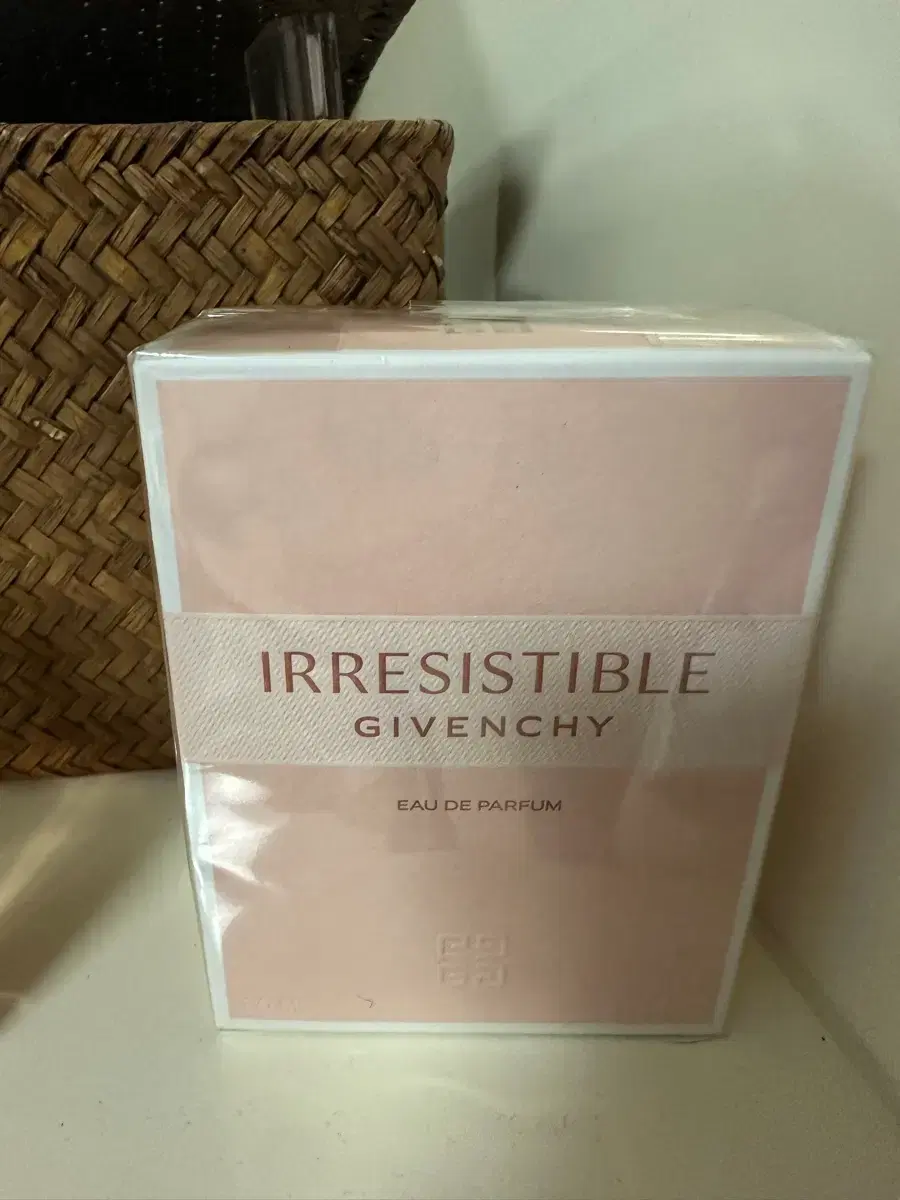 IRRESISTIBLE
GIVENCHY
EAU DE PARFUM